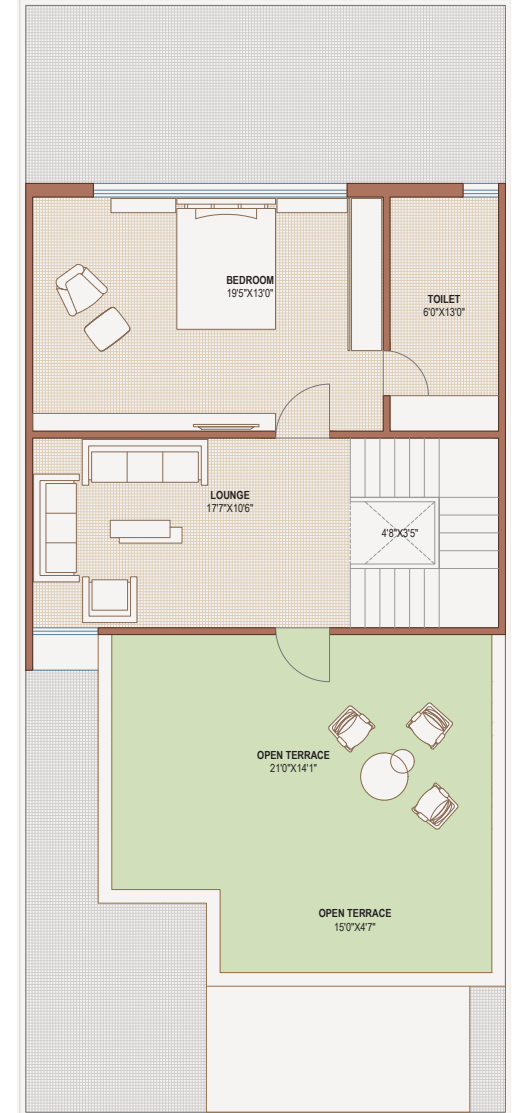 BEDROOM
19'5"X13'0"
TOILET
6'0"X13'0"
LOUNGE
17'7"X10'6"
4'8"X3'5"
OPEN TERRACE
21'0"X14'1"
OPEN TERRACE
15'0"X4'7"